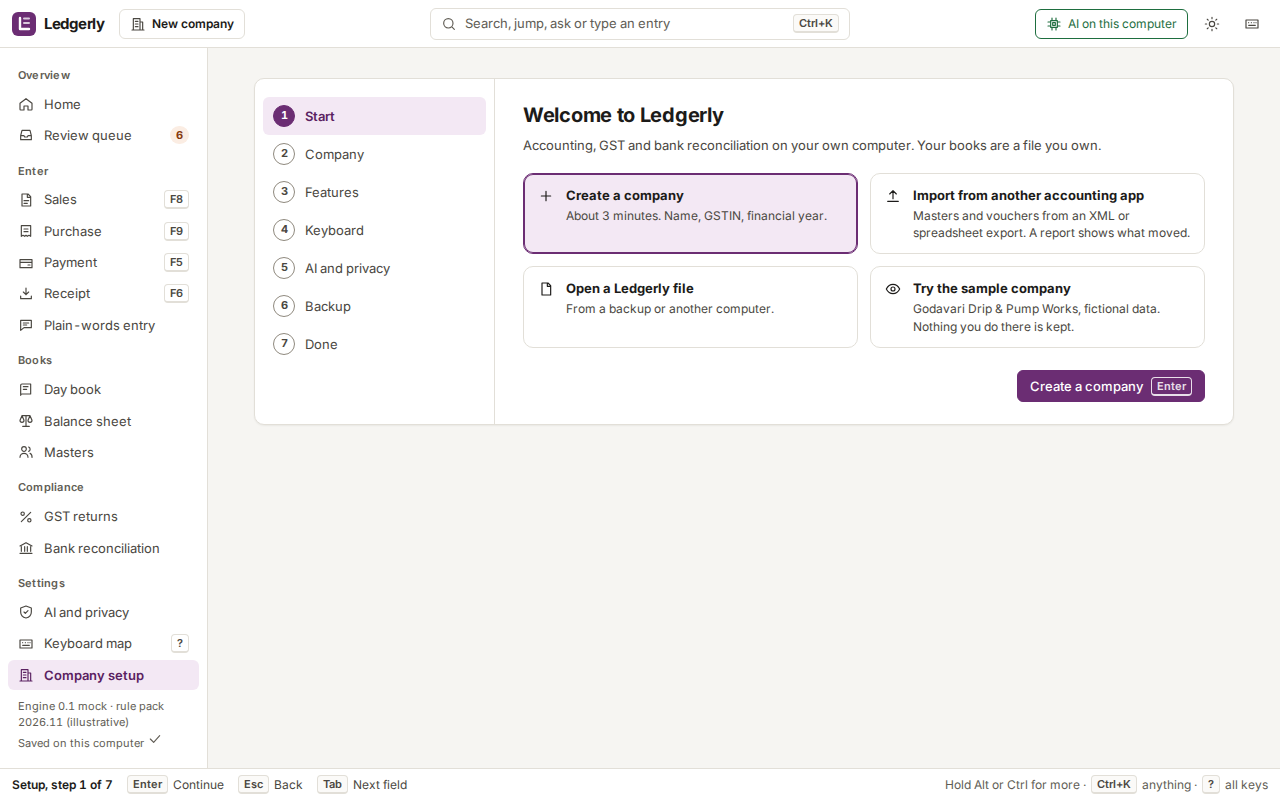 Ledgerly
New company
Search, jump, ask or type an entry Ctrl+K
AI on this computer
Overview
Home
Review queue 6
Enter
Sales F8
Purchase F9
Payment F5
Receipt F6
Plain-words entry
Books
Day book
Balance sheet
Masters
Compliance
GST returns
Bank reconciliation
Settings
AI and privacy
Keyboard map ?
Company setup
Engine 0.1 mock · rule pack
2026.11 (illustrative)
Saved on this computer
1 Start
2 Company
3 Features
4 Keyboard
5 AI and privacy
6 Backup
7 Done
Welcome to Ledgerly
Accounting, GST and bank reconciliation on your own computer. Your books are a file you own.
Create a company
About 3 minutes. Name, GSTIN, financial year.
Import from another accounting app
Masters and vouchers from an XML or
spreadsheet export. A report shows what moved.
Open a Ledgerly file
From a backup or another computer.
Try the sample company
Godavari Drip & Pump Works, fictional data.
Nothing you do there is kept.
Create a company Enter
Setup, step 1 of 7 Enter Continue Esc Back Tab Next field
Hold Alt or Ctrl for more · Ctrl+K anything · ? all keys